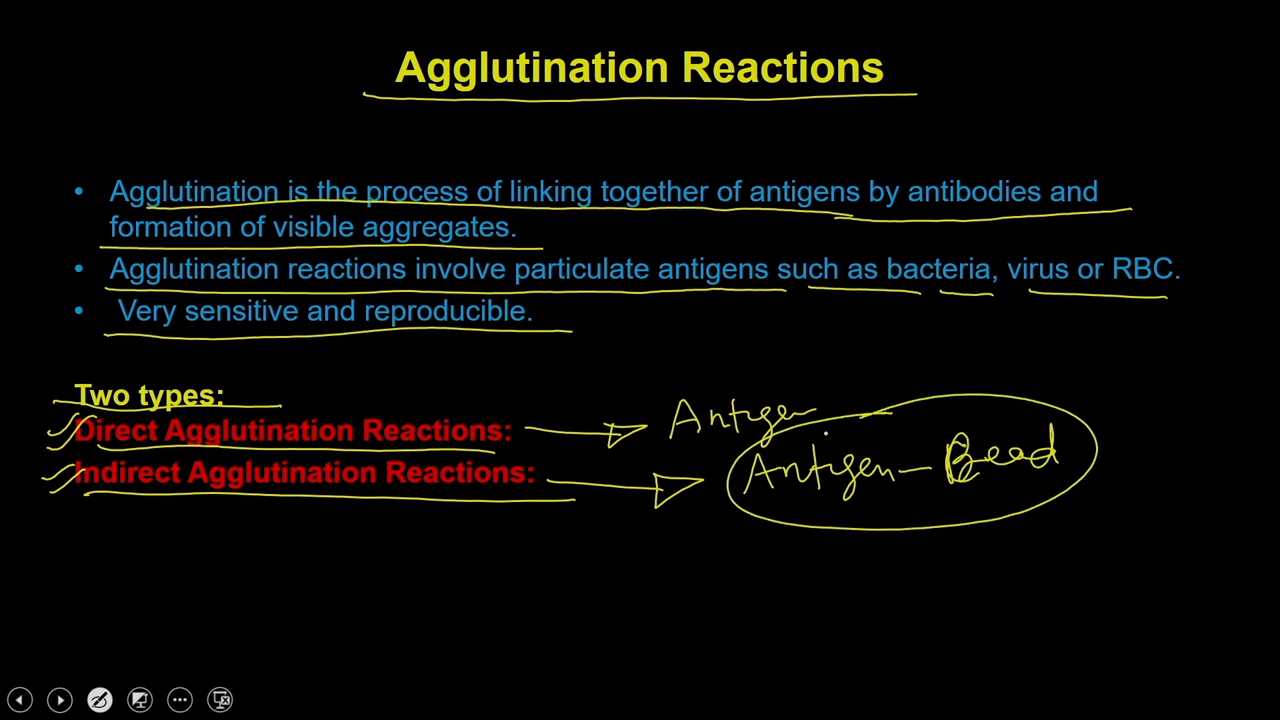 Agglutination Reactions
• Agglutination is the process of linking together of antigens by antibodies and
formation of visible aggregates.
• Agglutination reactions involve particulate antigens such as bacteria, virus or RBC.
• Very sensitive and reproducible.
Two types:
Direct Agglutination Reactions:
Antigen
Indirect Agglutination Reactions:
Antigen - Bead